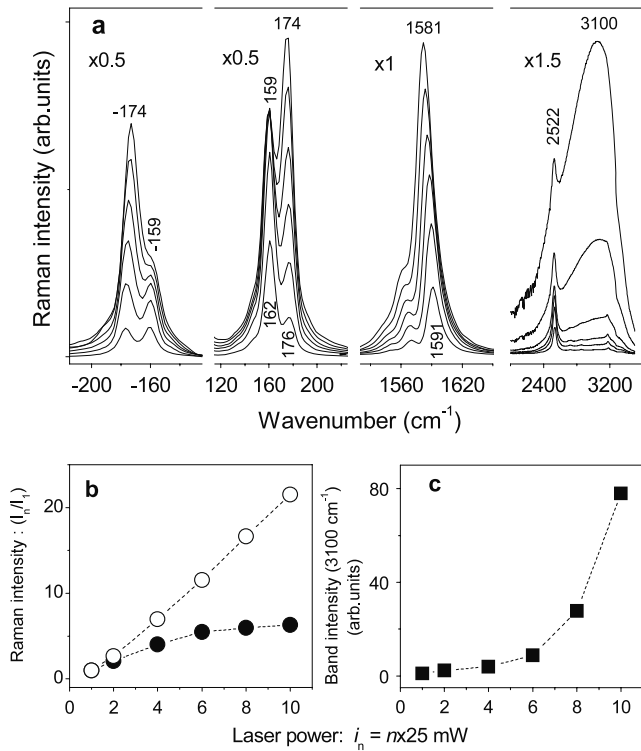 a
x0.5
-174
-159
x0.5
174
159
162
176
x1
1581
1591
x1.5
3100
2522
Raman intensity (arb.units)
-200 -160 120 160 200 1560 1620 2400 3200
Wavenumber (cm⁻¹)
b
Raman intensity : (Iₙ/I₁)
20
10
0
0 2 4 6 8 10
c
Band intensity (3100 cm⁻¹)
(arb.units)
80
40
0
0 2 4 6 8 10
Laser power: iₙ = nx25 mW